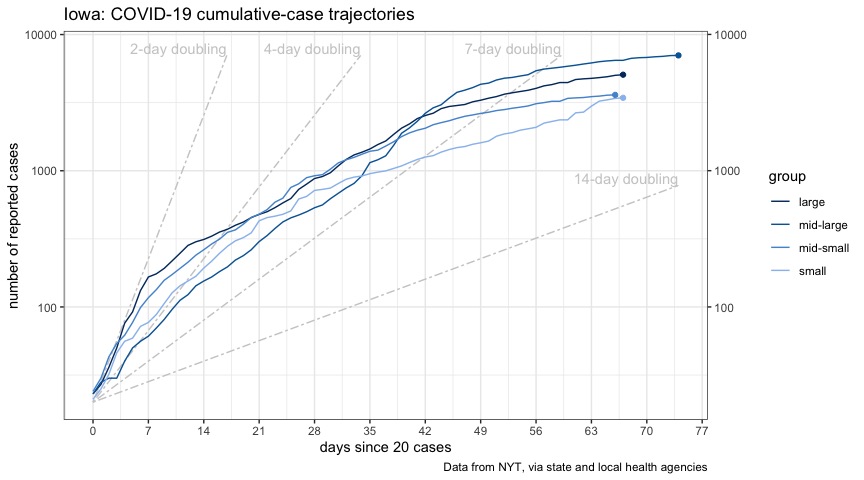 Iowa: COVID-19 cumulative-case trajectories
10000
10000
2-day doubling
4-day doubling
7-day doubling
1000
1000
14-day doubling
100
100
number of reported cases
group
large
mid-large
mid-small
small
0 7 14 21 28 35 42 49 56 63 70 77
days since 20 cases
Data from NYT, via state and local health agencies